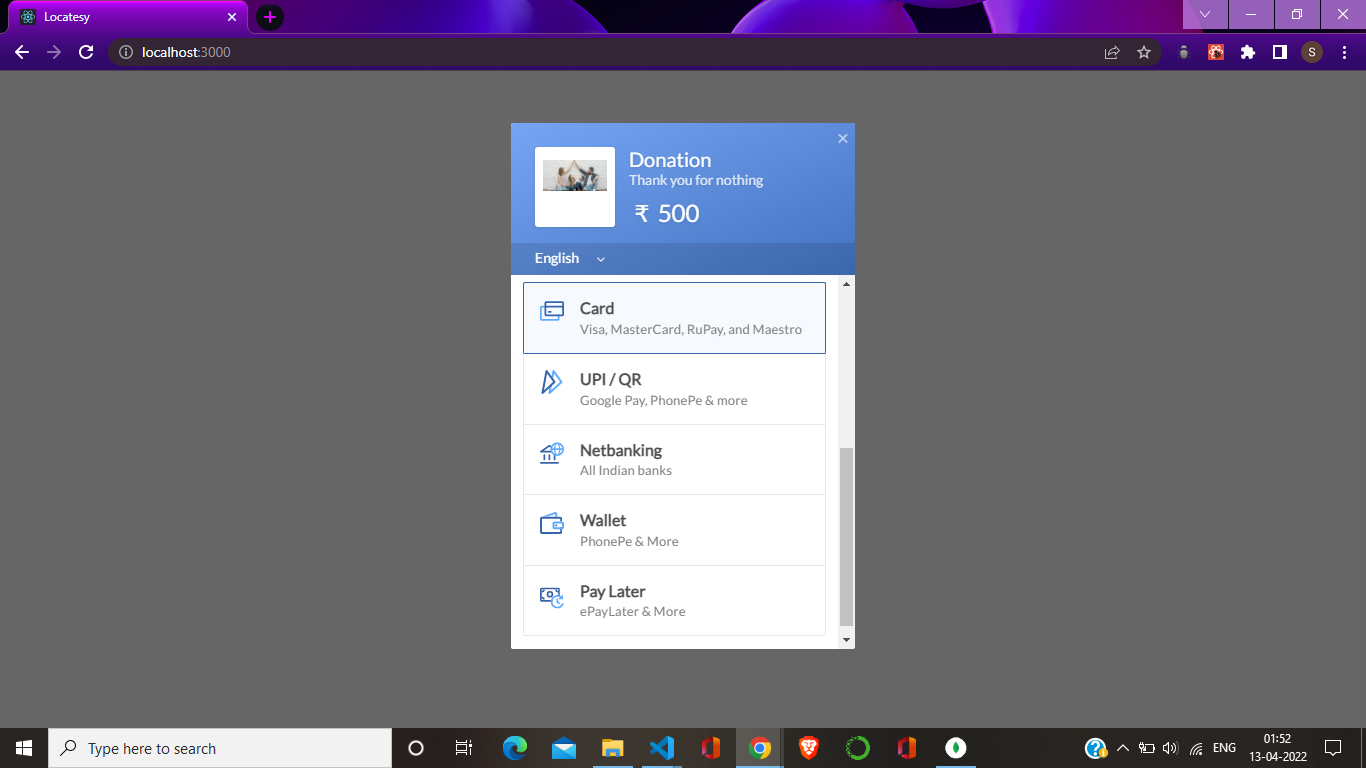 Locatesy
localhost:3000
S
Donation
Thank you for nothing
₹ 500
English
Card
Visa, MasterCard, RuPay, and Maestro
UPI / QR
Google Pay, PhonePe & more
Netbanking
All Indian banks
Wallet
PhonePe & More
Pay Later
ePayLater & More
Type here to search
ENG
01:52
13-04-2022